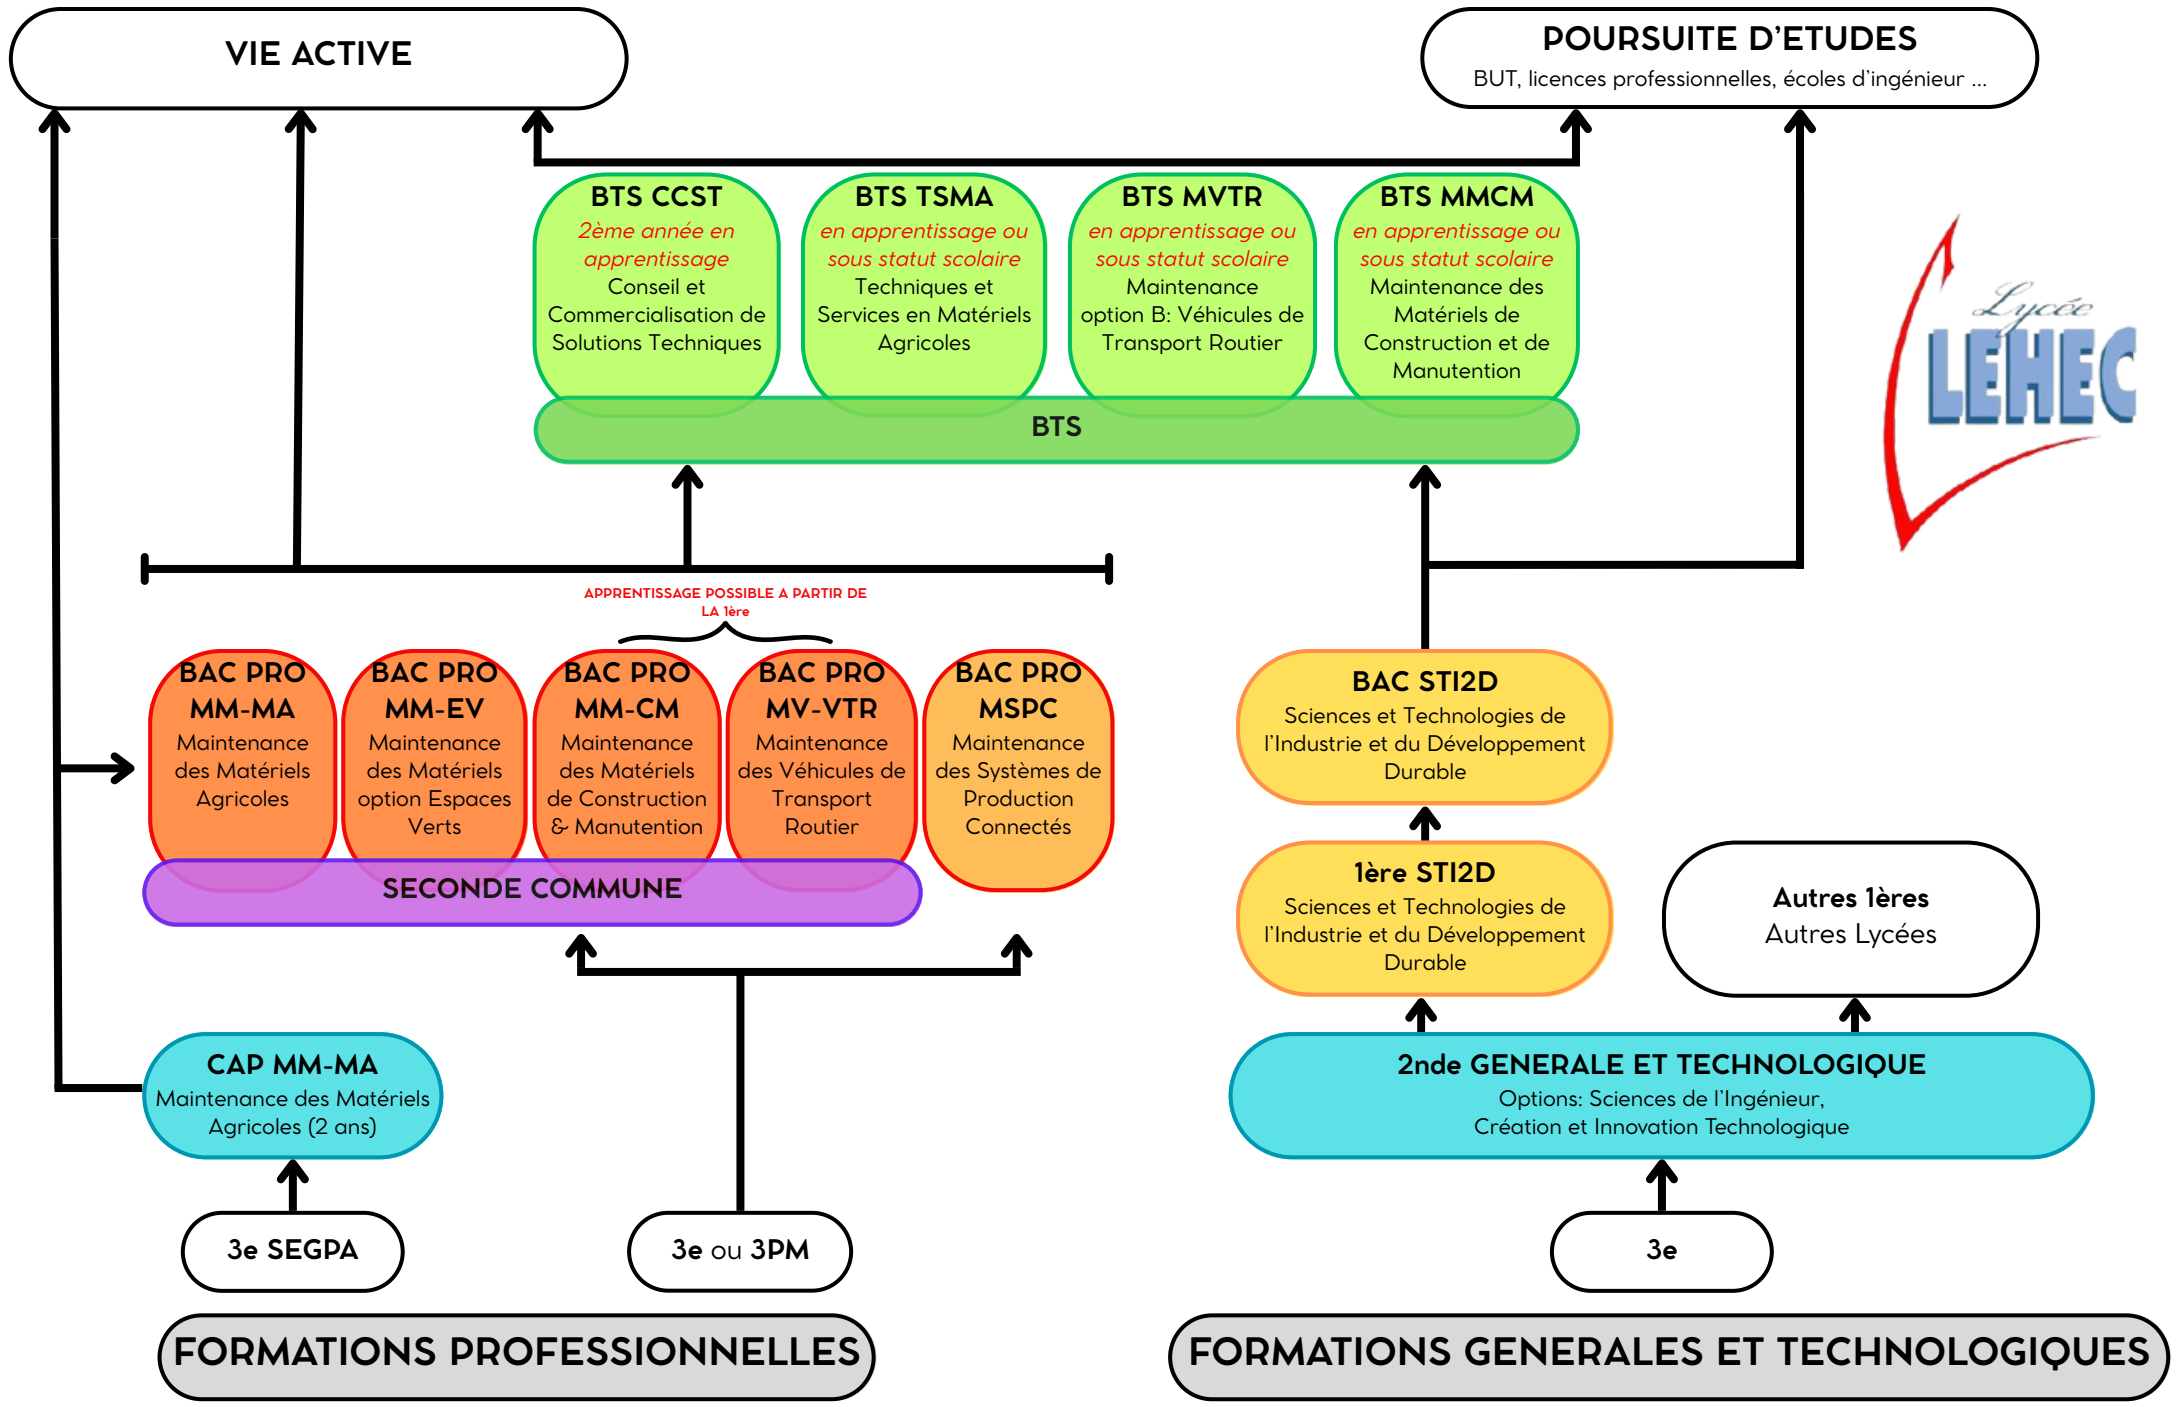 VIE ACTIVE
POURSUITE D'ETUDES
BUT, licences professionnelles, écoles d'ingénieur ...
BTS CCST
2ème année en
apprentissage
Conseil et
Commercialisation de
Solutions Techniques
BTS TSMA
en apprentissage ou
sous statut scolaire
Techniques et
Services en Matériels
Agricoles
BTS MVTR
en apprentissage ou
sous statut scolaire
Maintenance
option B: Véhicules de
Transport Routier
BTS MMCM
en apprentissage ou
sous statut scolaire
Maintenance des
Matériels de
Construction et de
Manutention
BTS
Lycée
LEHEC
APPRENTISSAGE POSSIBLE A PARTIR DE
LA 1ère
BAC PRO
MM-MA
Maintenance
des Matériels
Agricoles
BAC PRO
MM-EV
Maintenance
des Matériels
option Espaces
Verts
BAC PRO
MM-CM
Maintenance
des Matériels
de Construction
& Manutention
BAC PRO
MV-VTR
Maintenance
des Véhicules de
Transport
Routier
BAC PRO
MSPC
Maintenance
des Systèmes de
Production
Connectés
SECONDE COMMUNE
BAC STI2D
Sciences et Technologies de
l'Industrie et du Développement
Durable
1ère STI2D
Sciences et Technologies de
l'Industrie et du Développement
Durable
Autres 1ères
Autres Lycées
CAP MM-MA
Maintenance des Matériels
Agricoles (2 ans)
2nde GENERALE ET TECHNOLOGIQUE
Options: Sciences de l'Ingénieur,
Création et Innovation Technologique
3e SEGPA
3e ou 3PM
3e
FORMATIONS PROFESSIONNELLES
FORMATIONS GENERALES ET TECHNOLOGIQUES